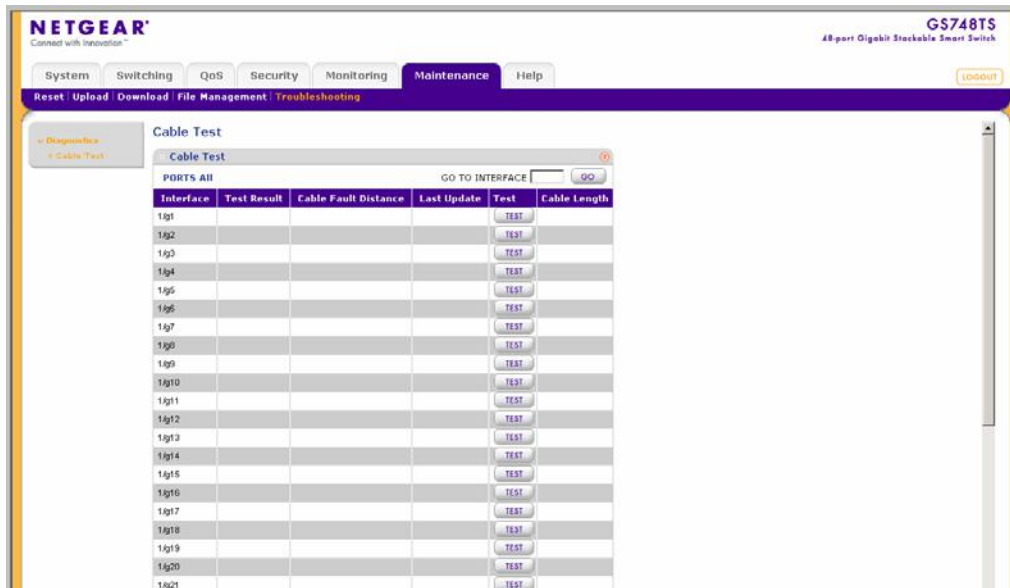 NETGEAR®
Connect with Innovation™
GS748TS
48-port Gigabit Stackable Smart Switch
System Switching QoS Security Monitoring Maintenance Help
LOGOUT
Reset Upload Download File Management Troubleshooting
Diagnostics
Cable Test
Cable Test
Cable Test
PORTS All GO TO INTERFACE GO
Interface Test Result Cable Fault Distance Last Update Test Cable Length
1/g1 TEST
1/g2 TEST
1/g3 TEST
1/g4 TEST
1/g5 TEST
1/g6 TEST
1/g7 TEST
1/g8 TEST
1/g9 TEST
1/g10 TEST
1/g11 TEST
1/g12 TEST
1/g13 TEST
1/g14 TEST
1/g15 TEST
1/g16 TEST
1/g17 TEST
1/g18 TEST
1/g19 TEST
1/g20 TEST
1/g21 TEST